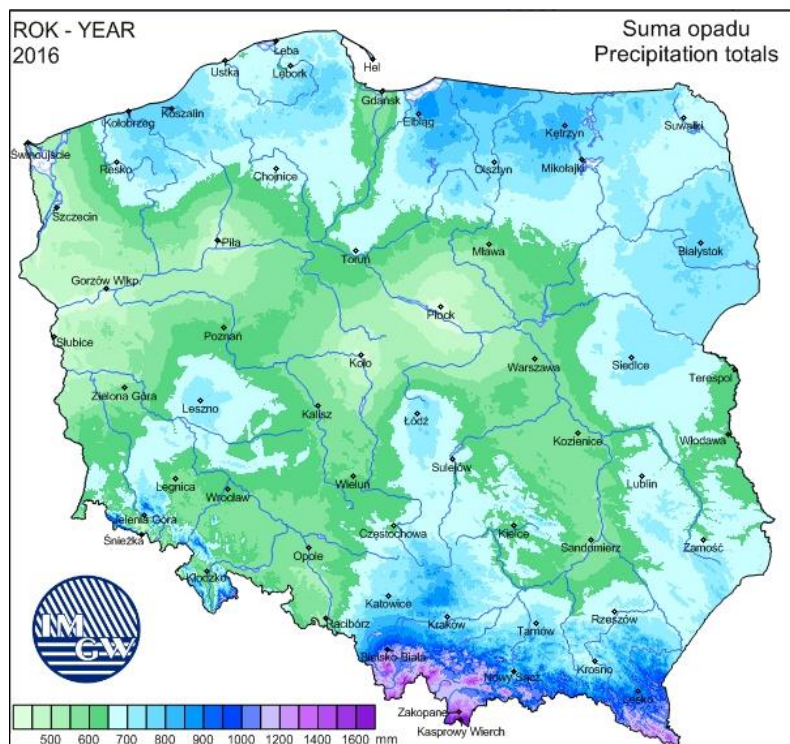 ROK - YEAR
2016
Suma opadu
Precipitation totals
Łeba
Ustka
Lębork
Hel
Gdańsk
Kołobrzeg
Koszalin
Elbląg
Kętrzyn
Suwałki
Świnoujście
Resko
Chojnice
Olsztyn
Mikołajki
Szczecin
Piła
Toruń
Mława
Białystok
Gorzów Wlkp.
Płock
Słubice
Poznań
Koło
Warszawa
Siedlce
Terespol
Zielona Góra
Leszno
Kalisz
Łódź
Kozienice
Włodawa
Sulejów
Legnica
Wrocław
Wieluń
Lublin
Jelenia Góra
Śnieżka
Częstochowa
Kielce
Opole
Sandomierz
Zamość
Kłodzko
Katowice
Racibórz
Kraków
Tarnów
Rzeszów
Bielsko Biała
Nowy Sącz
Krosno
Lesko
Zakopane
Kasprowy Wierch
IM
GW
500 600 700 800 900 1000 1200 1400 1600 mm